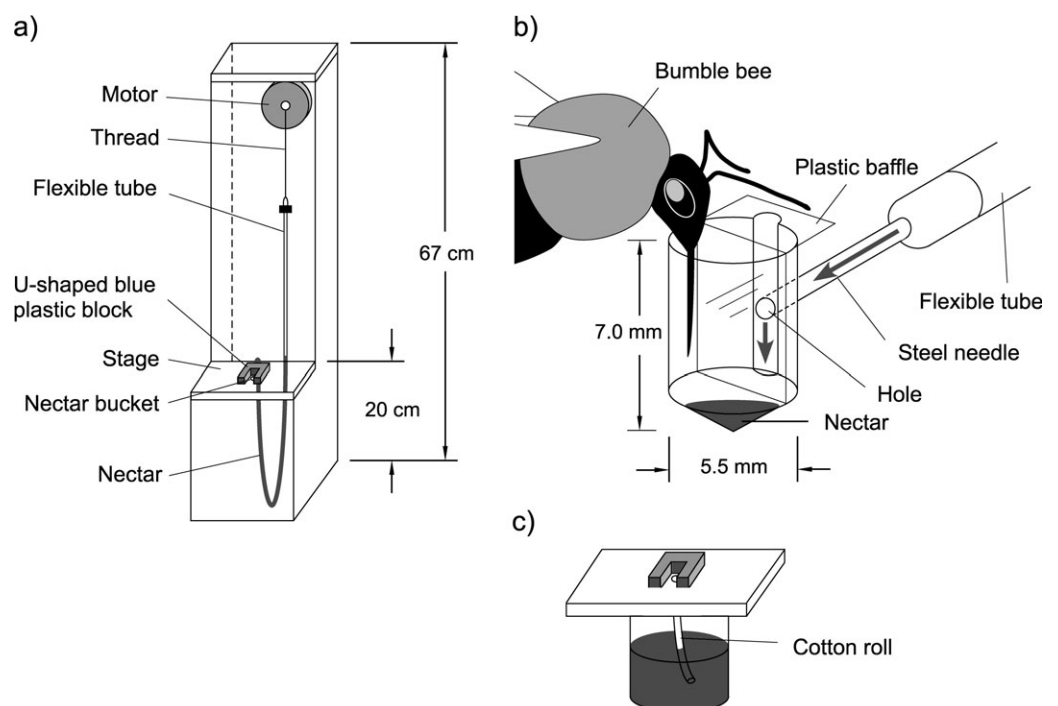 a)
Motor
Thread
Flexible tube
U-shaped blue
plastic block
Stage
Nectar bucket
Nectar
67 cm
20 cm
b)
Bumble bee
Plastic baffle
7.0 mm
Flexible tube
Steel needle
Hole
Nectar
5.5 mm
c)
Cotton roll